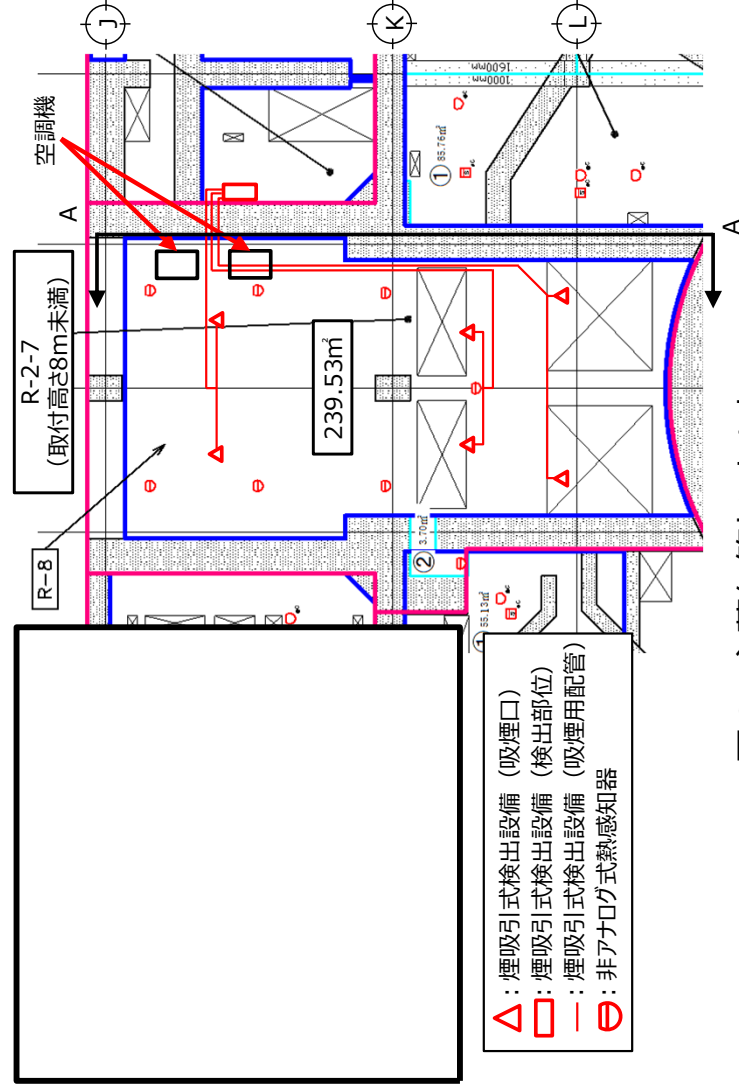 空調機
J
K
L
A
A
R-2-7
(取付高さ8m未満)
R-8
239.53㎡
1600mm
1000mm
① 85.76㎡
② 3.70㎡
55.13㎡
△：煙吸引式検出設備（吸煙口）
□：煙吸引式検出設備（検出部位）
―：煙吸引式検出設備（吸煙用配管）
：非アナログ式熱感知器